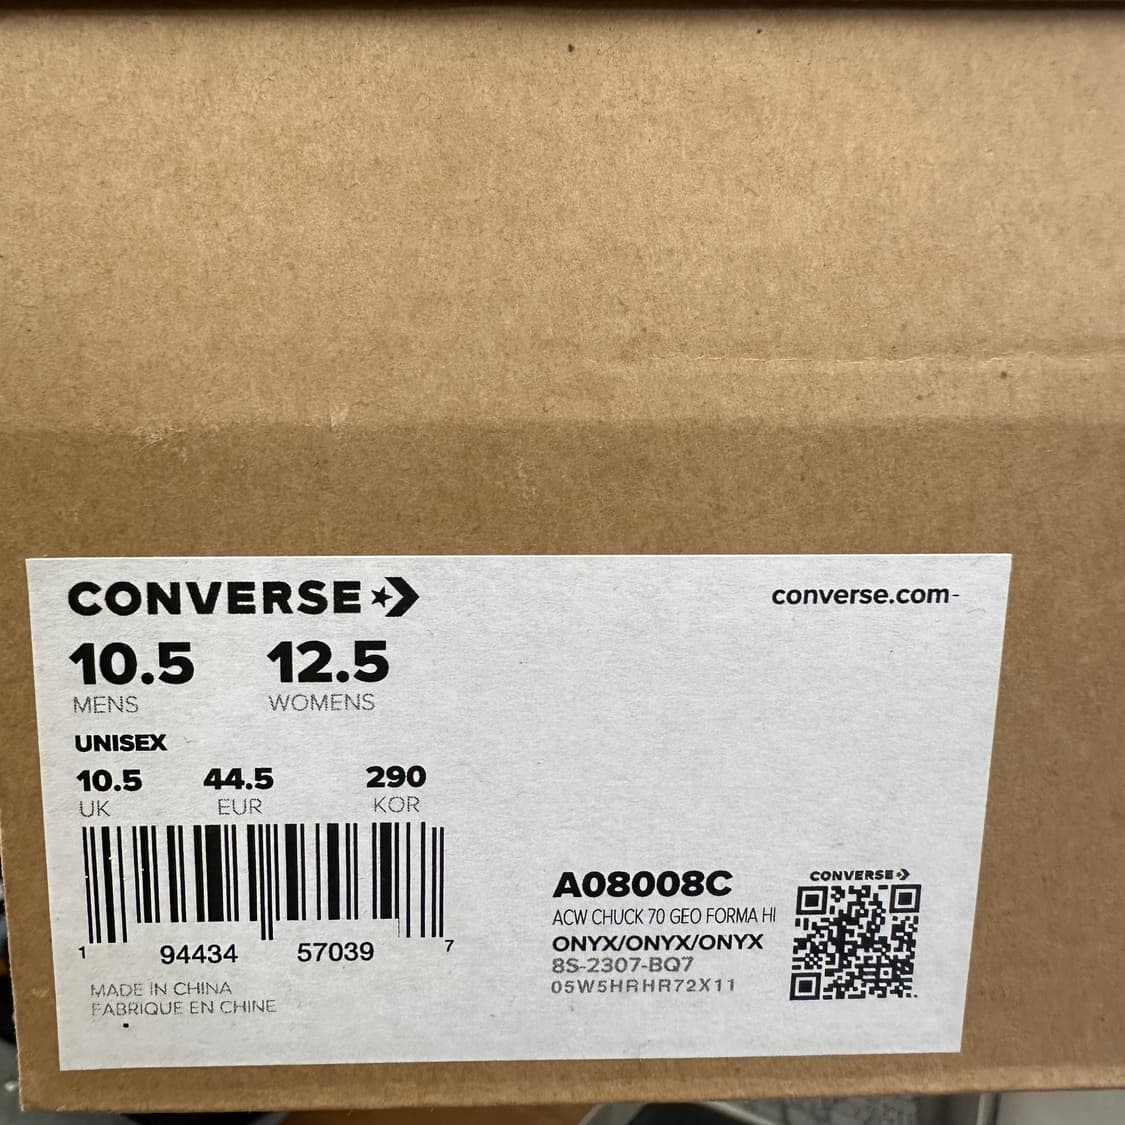 CONVERSE
converse.com-
10.5 12.5
MENS WOMENS
UNISEX
10.5 44.5 290
UK EUR KOR
1 94434 57039 7
MADE IN CHINA
FABRIQUE EN CHINE
A08008C
ACW CHUCK 70 GEO FORMA HI
ONYX/ONYX/ONYX
8S-2307-BQ7
05W5HRHR72X11
CONVERSE